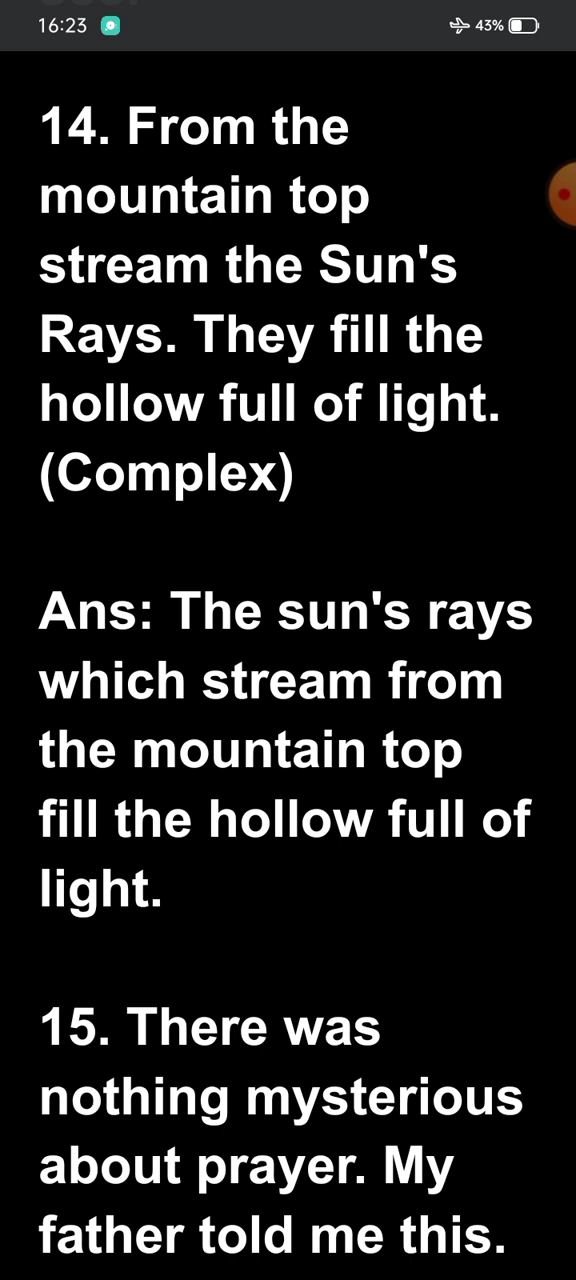 16:23 43%
14. From the
mountain top
stream the Sun's
Rays. They fill the
hollow full of light.
(Complex)
Ans: The sun's rays
which stream from
the mountain top
fill the hollow full of
light.
15. There was
nothing mysterious
about prayer. My
father told me this.